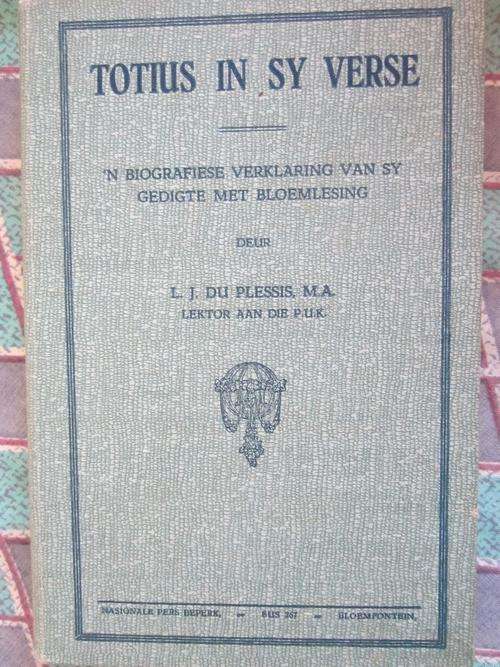 TOTIUS IN SY VERSE
'N BIOGRAFIESE VERKLARING VAN SY
GEDIGTE MET BLOEMLESING
DEUR
L. J. DU PLESSIS, M.A.
LEKTOR AAN DIE P.U.K.
NASIONALE PERS BEPERK, — BUS 267 — BLOEMFONTEIN.